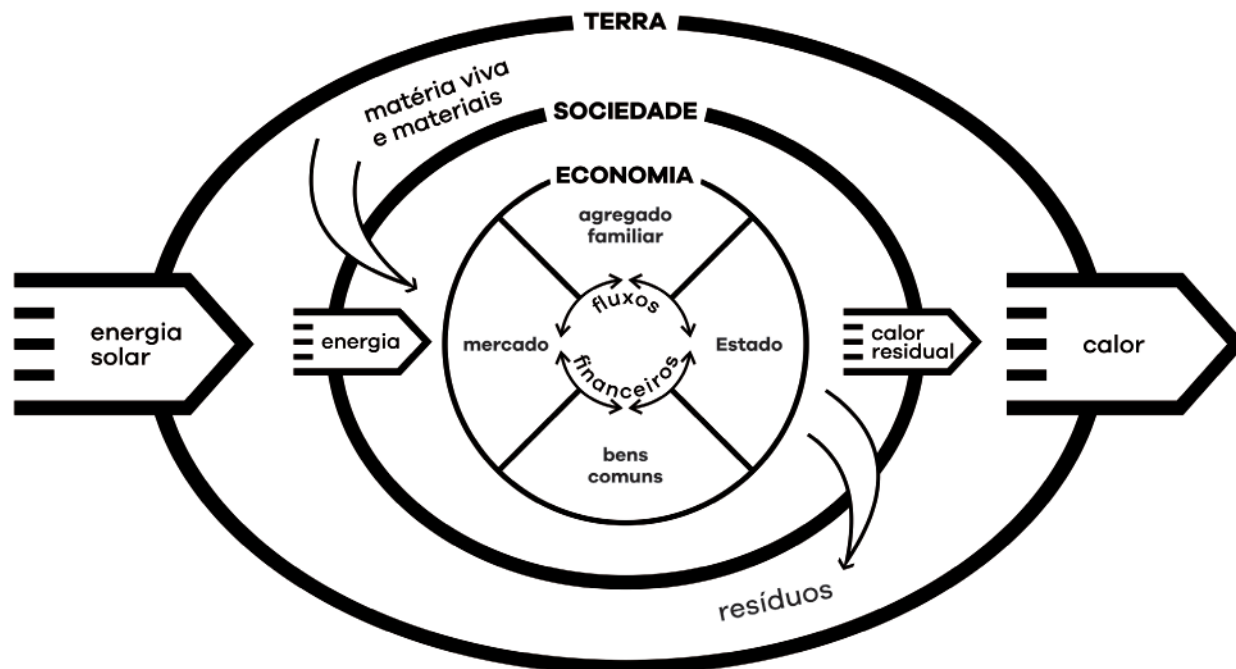 TERRA
matéria viva
e materiais
SOCIEDADE
ECONOMIA
agregado
familiar
fluxos
energia
solar
energia
mercado
Estado
calor
residual
calor
financeiros
bens
comuns
resíduos